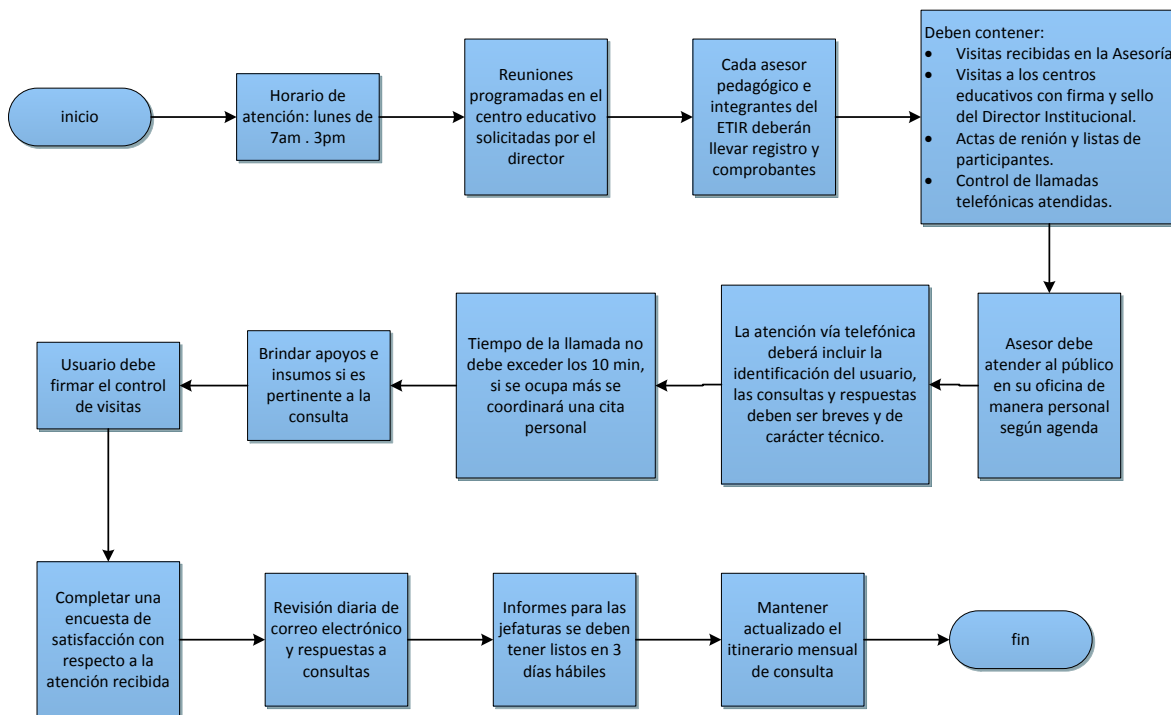 inicio
Horario de
atención: lunes de
7am . 3pm
Reuniones
programadas en el
centro educativo
solicitadas por el
director
Cada asesor
pedagógico e
integrantes del
ETIR deberán
llevar registro y
comprobantes
Deben contener:
• Visitas recibidas en la Asesoría
• Visitas a los centros
educativos con firma y sello
del Director Institucional.
• Actas de renión y listas de
participantes.
• Control de llamadas
telefónicas atendidas.
Asesor debe
atender al público
en su oficina de
manera personal
según agenda
La atención vía telefónica
deberá incluir la
identificación del usuario,
las consultas y respuestas
deben ser breves y de
carácter técnico.
Tiempo de la llamada no
debe exceder los 10 min,
si se ocupa más se
coordinará una cita
personal
Brindar apoyos e
insumos si es
pertinente a la
consulta
Usuario debe
firmar el control
de visitas
Completar una
encuesta de
satisfacción con
respecto a la
atención recibida
Revisión diaria de
correo electrónico
y respuestas a
consultas
Informes para las
jefaturas se deben
tener listos en 3
días hábiles
Mantener
actualizado el
itinerario mensual
de consulta
fin